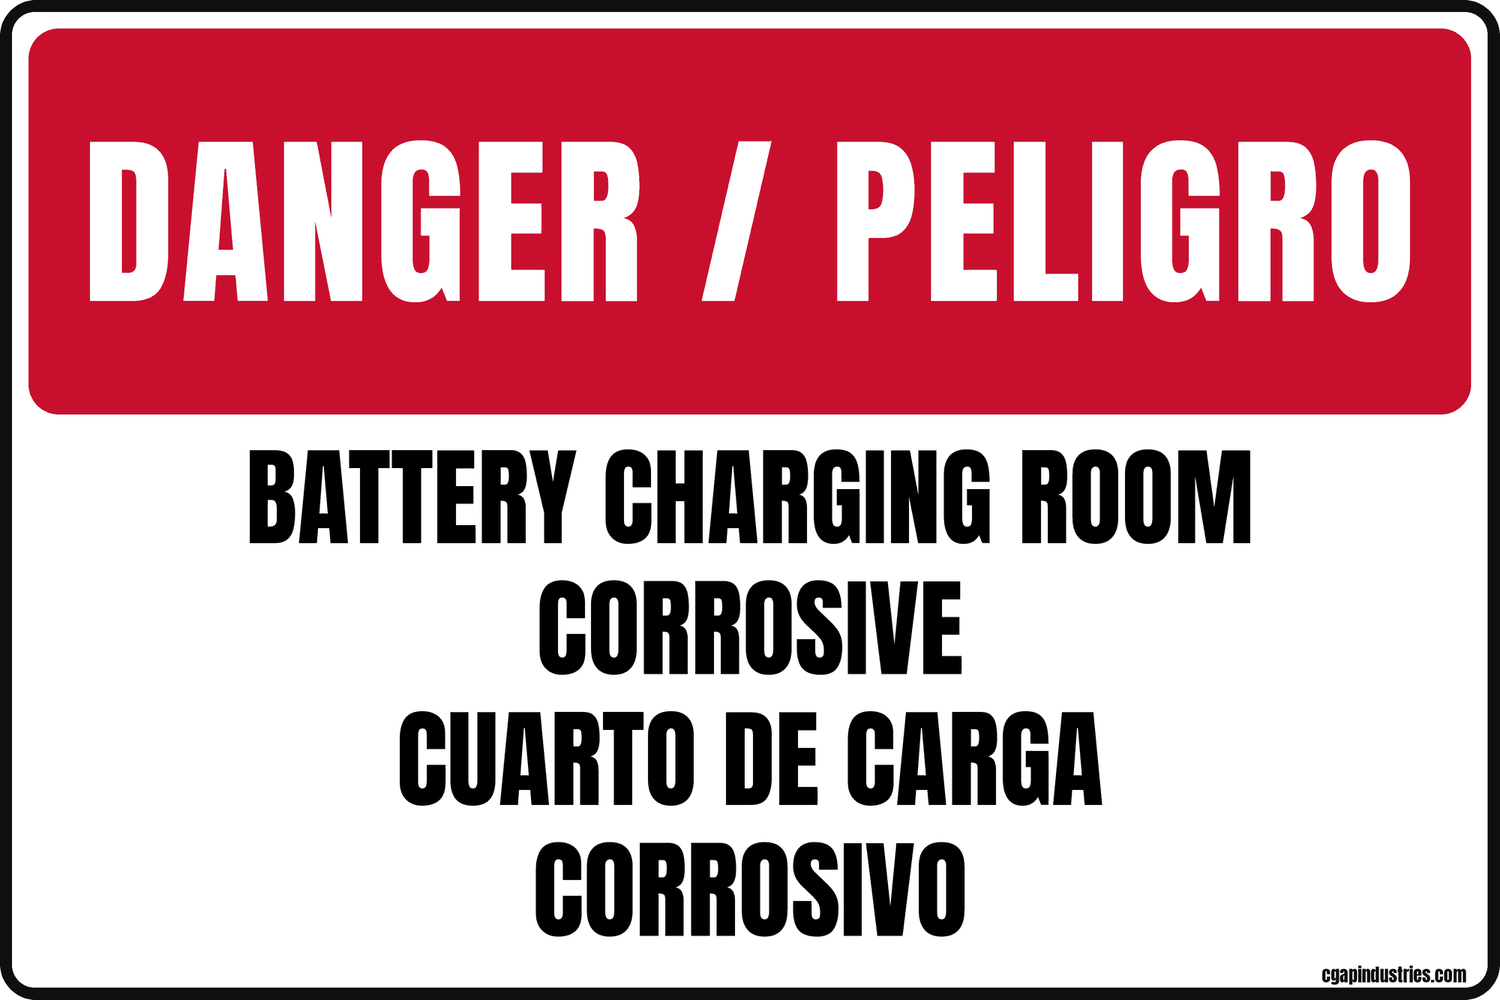 DANGER / PELIGRO
BATTERY CHARGING ROOM
CORROSIVE
CUARTO DE CARGA
CORROSIVO
cgapindustries.com